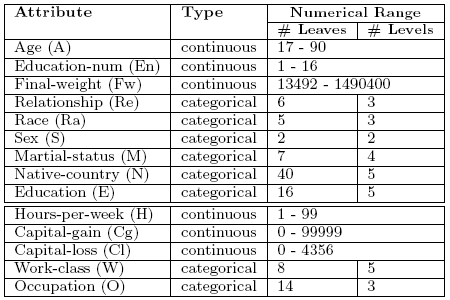 Attribute Type Numerical Range
# Leaves # Levels
Age (A) continuous 17 - 90
Education-num (En) continuous 1 - 16
Final-weight (Fw) continuous 13492 - 1490400
Relationship (Re) categorical 6 3
Race (Ra) categorical 5 3
Sex (S) categorical 2 2
Martial-status (M) categorical 7 4
Native-country (N) categorical 40 5
Education (E) categorical 16 5
Hours-per-week (H) continuous 1 - 99
Capital-gain (Cg) continuous 0 - 99999
Capital-loss (Cl) continuous 0 - 4356
Work-class (W) categorical 8 5
Occupation (O) categorical 14 3